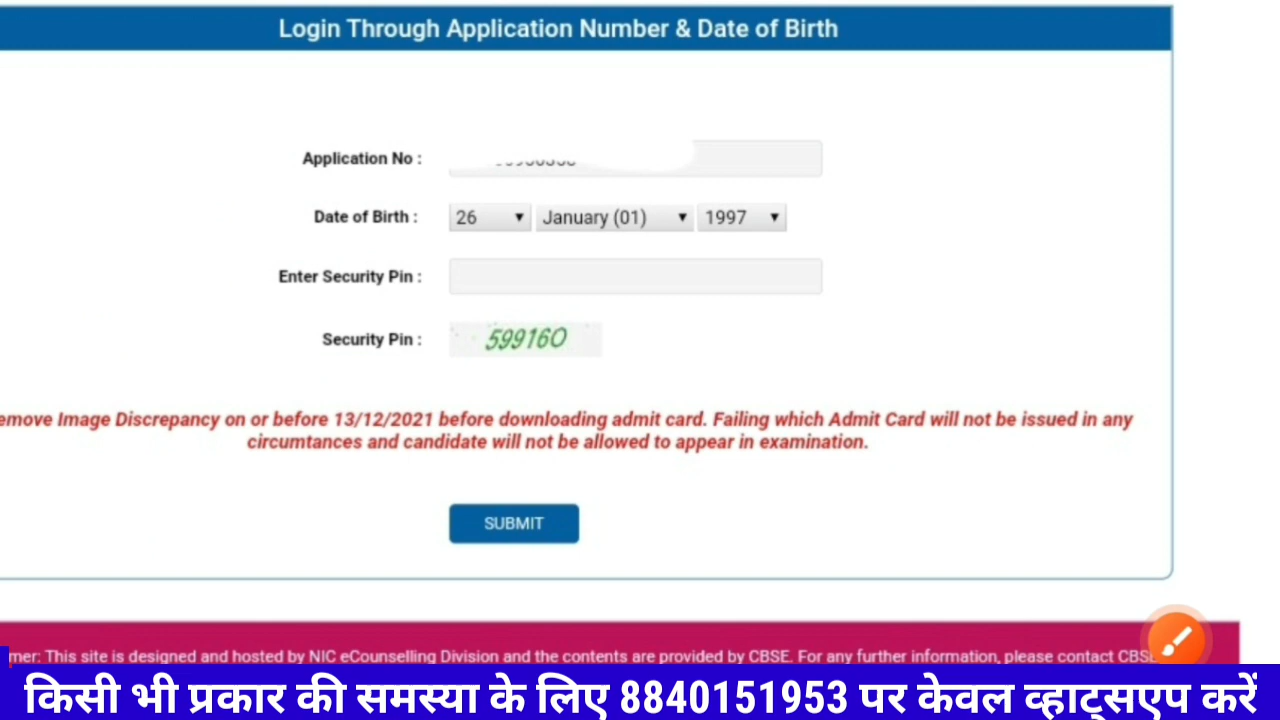 Login Through Application Number & Date of Birth
Application No :
Date of Birth : 26 January (01) 1997
Enter Security Pin :
Security Pin : 599160
emove Image Discrepancy on or before 13/12/2021 before downloading admit card. Failing which Admit Card will not be issued in any
circumtances and candidate will not be allowed to appear in examination.
SUBMIT
mer: This site is designed and hosted by NIC eCounselling Division and the contents are provided by CBSE. For any further information, please contact CBSE
किसी भी प्रकार की समस्या के लिए 8840151953 पर केवल व्हाट्सएप करें